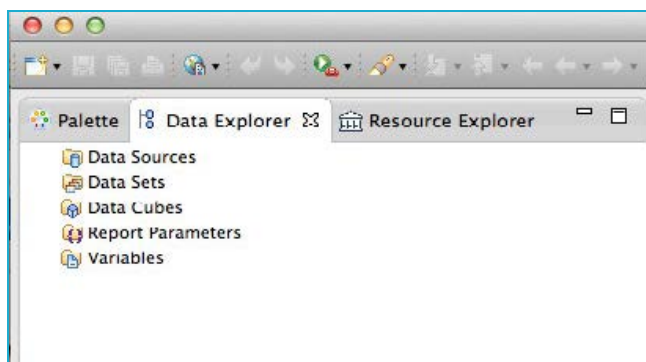 Palette Data Explorer Resource Explorer
Data Sources
Data Sets
Data Cubes
Report Parameters
Variables